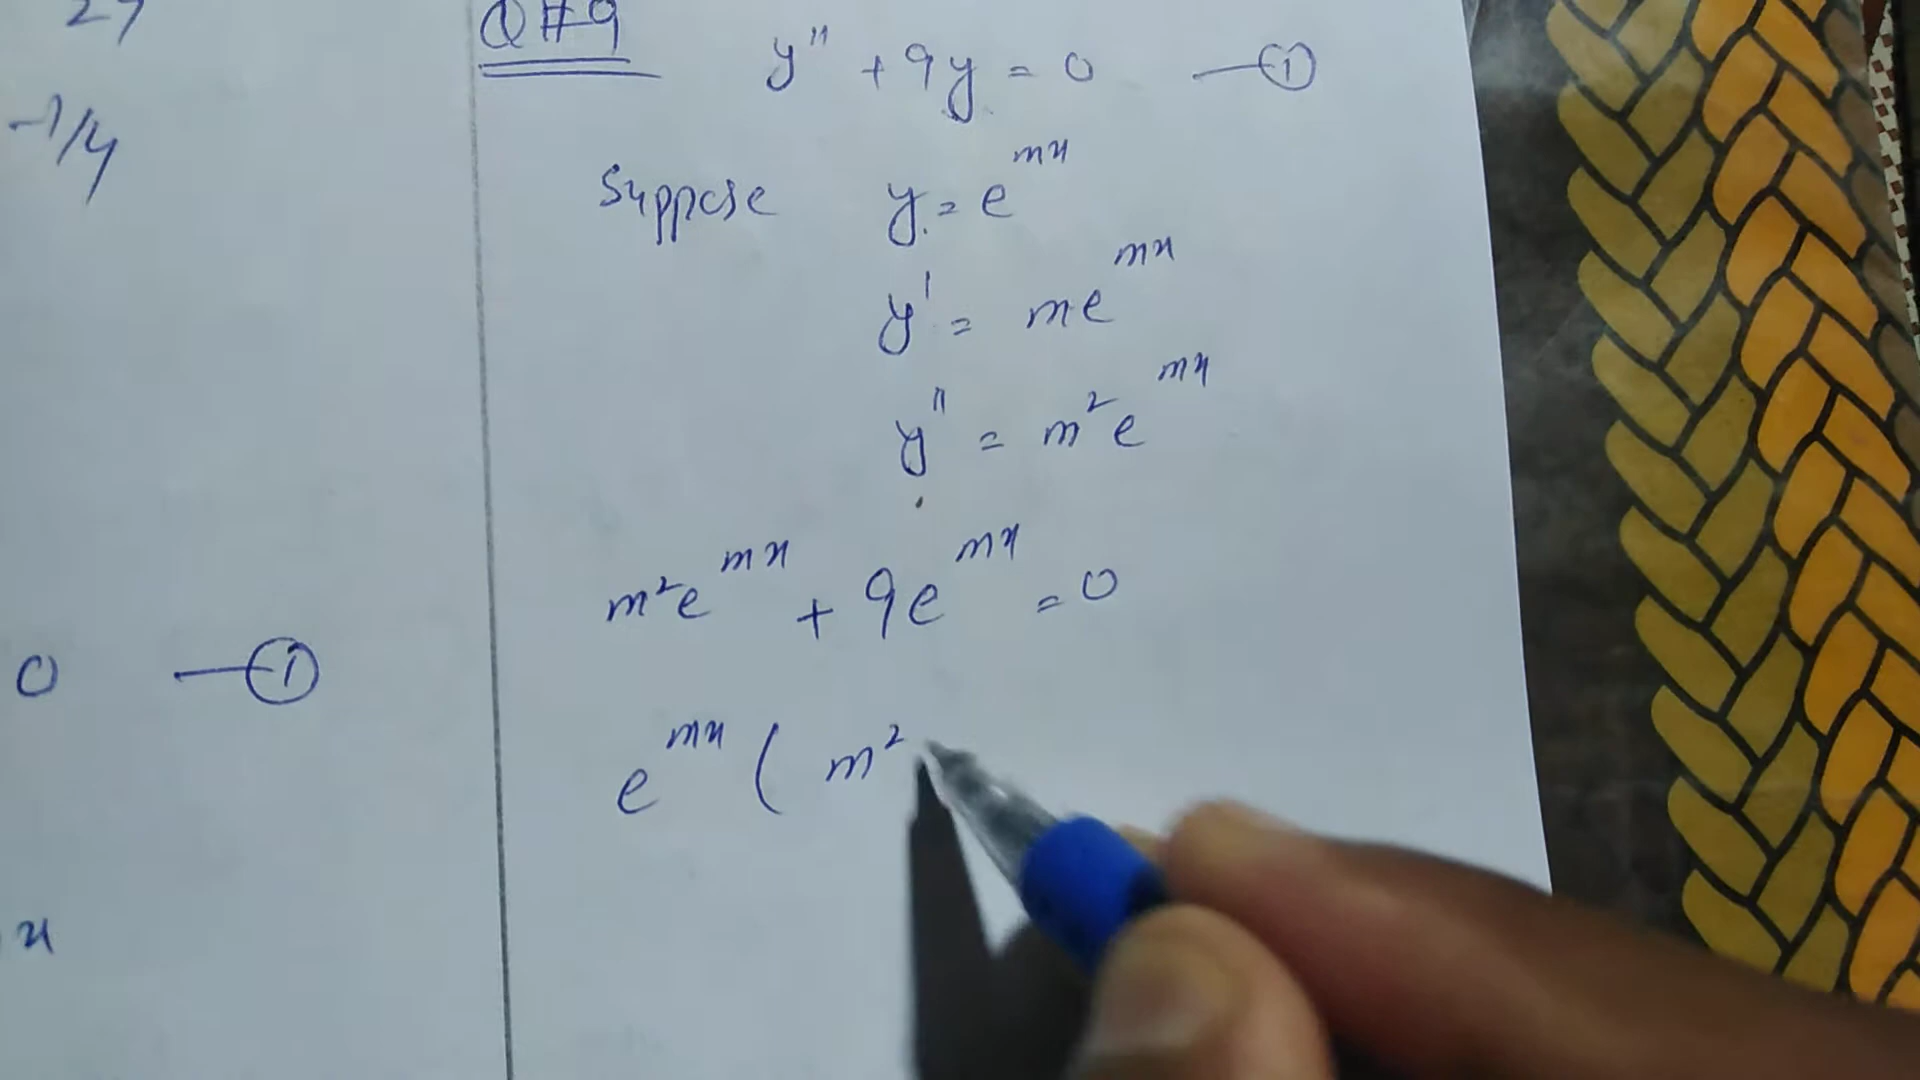 27
-1/4
0 —①
x
Q#9
y'' + 9y = 0 —①
Suppose y = e^{mx}
y' = me^{mx}
y'' = m²e^{mx}
m²e^{mx} + 9e^{mx} = 0
e^{mx} ( m²